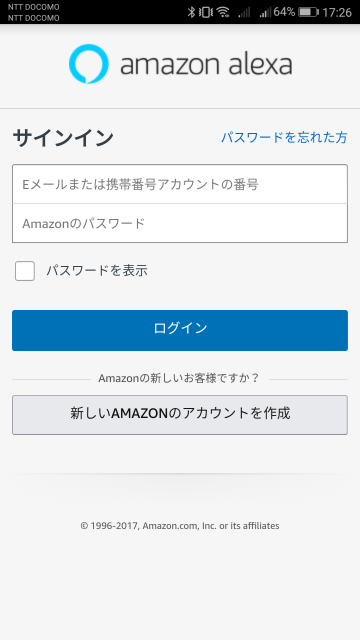 NTT DOCOMO
NTT DOCOMO
64% 17:26
amazon alexa
サインイン
パスワードを忘れた方
Eメールまたは携帯番号アカウントの番号
Amazonのパスワード
パスワードを表示
ログイン
Amazonの新しいお客様ですか？
新しいAMAZONのアカウントを作成
© 1996-2017, Amazon.com, Inc. or its affiliates